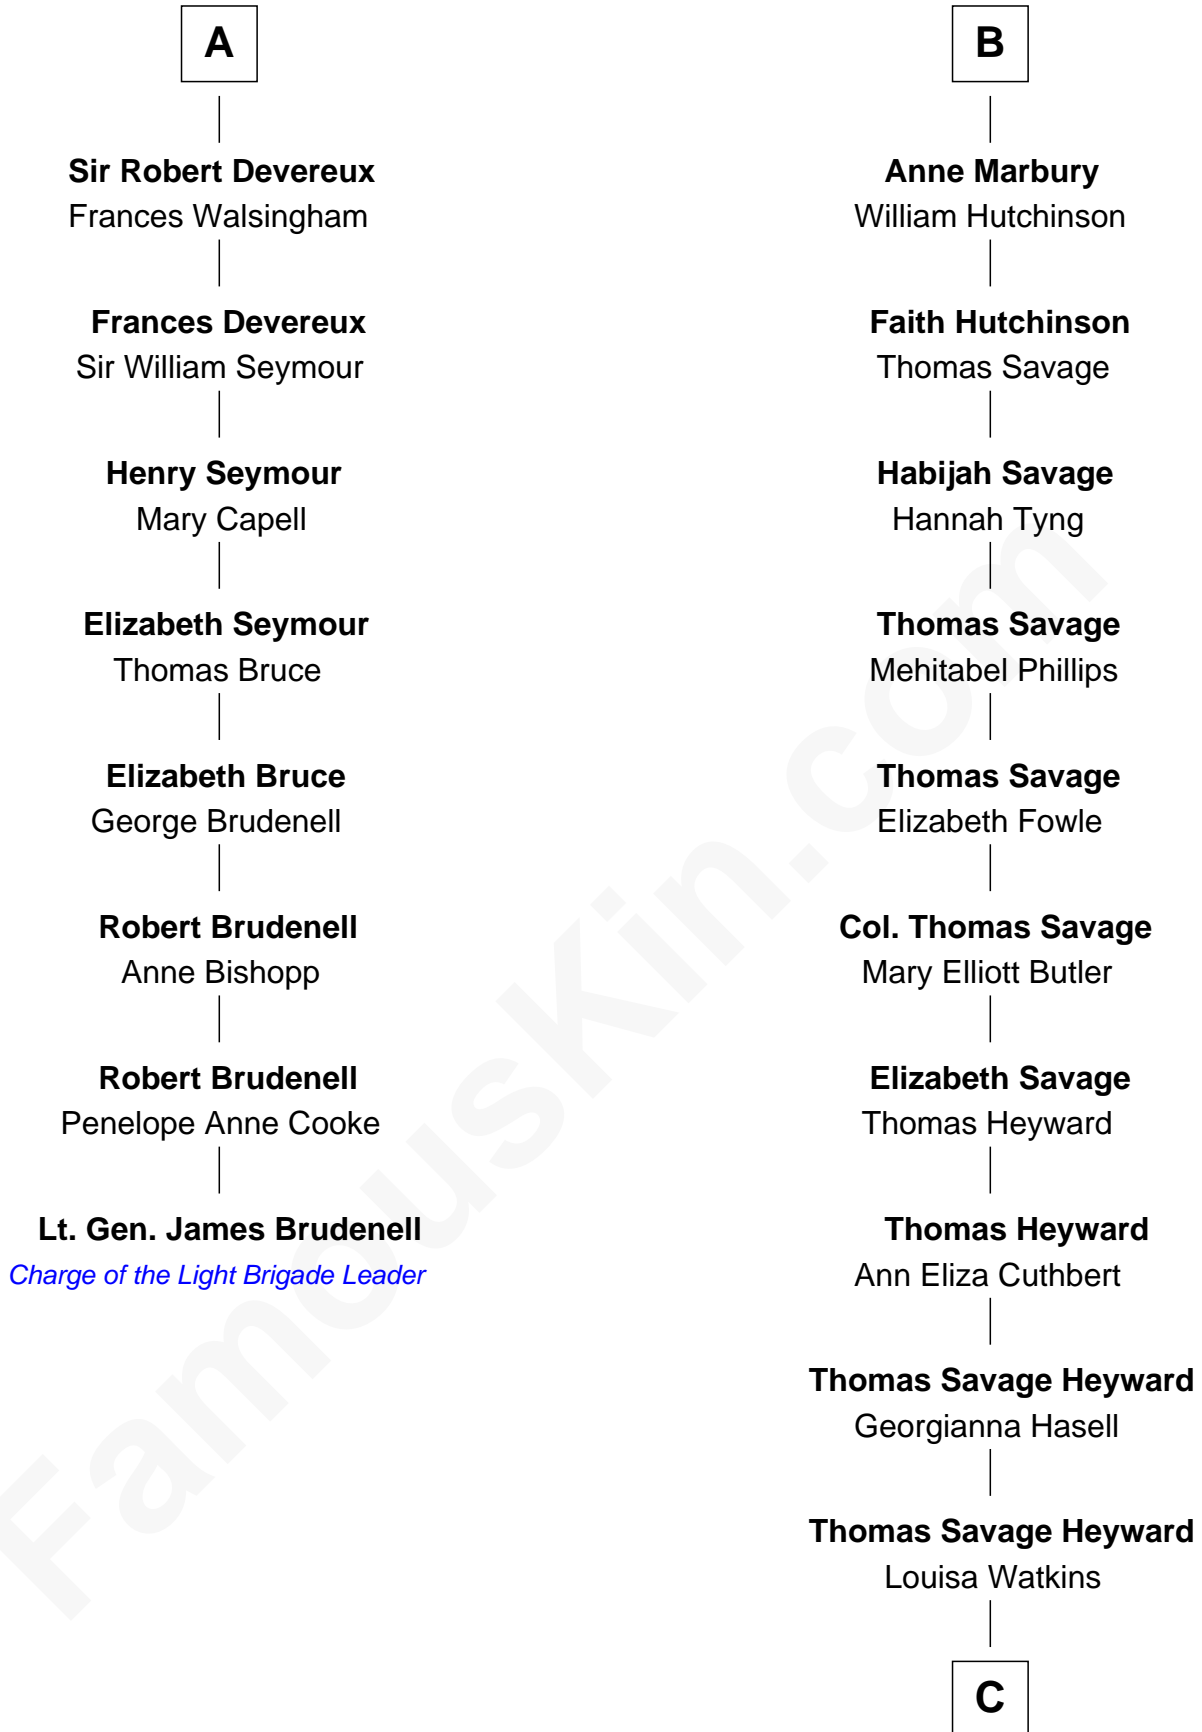 A
Sir Robert Devereux
Frances Walsingham
Frances Devereux
Sir William Seymour
Henry Seymour
Mary Capell
Elizabeth Seymour
Thomas Bruce
Elizabeth Bruce
George Brudenell
Robert Brudenell
Anne Bishopp
Robert Brudenell
Penelope Anne Cooke
Lt. Gen. James Brudenell
Charge of the Light Brigade Leader
B
Anne Marbury
William Hutchinson
Faith Hutchinson
Thomas Savage
Habijah Savage
Hannah Tyng
Thomas Savage
Mehitabel Phillips
Thomas Savage
Elizabeth Fowle
Col. Thomas Savage
Mary Elliott Butler
Elizabeth Savage
Thomas Heyward
Thomas Heyward
Ann Eliza Cuthbert
Thomas Savage Heyward
Georgianna Hasell
Thomas Savage Heyward
Louisa Watkins
C
FamousKin.com